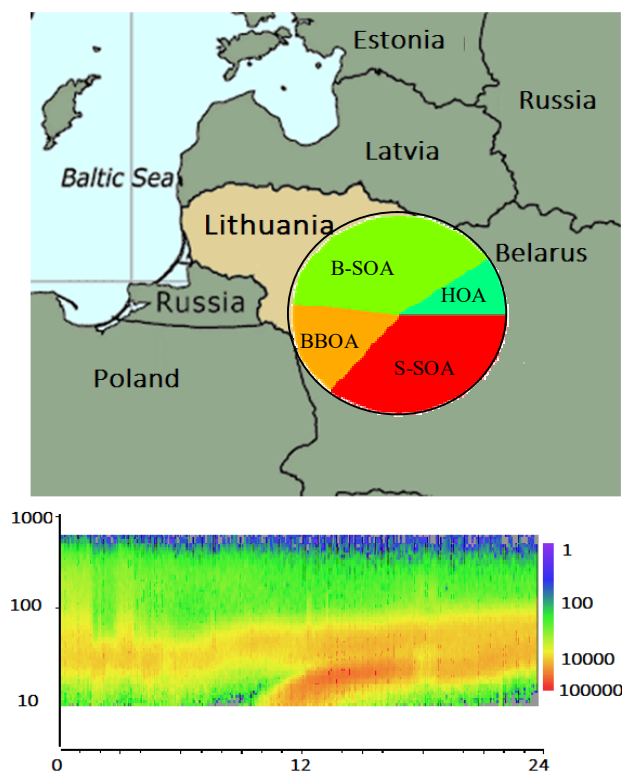 Estonia
Russia
Latvia
Baltic Sea
Lithuania
Belarus
B-SOA
HOA
Russia
BBOA
S-SOA
Poland
1000
100
10
0
12
24
1
100
10000
100000